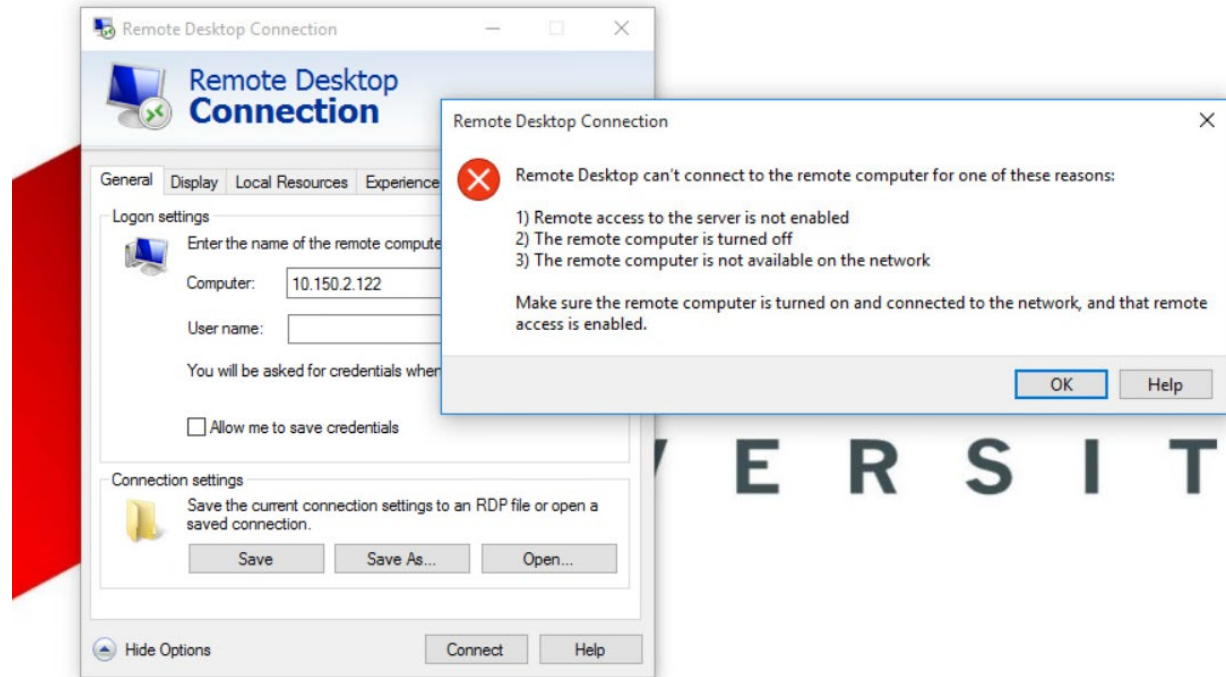 Remote Desktop Connection
Remote Desktop
Connection
General Display Local Resources Experience
Logon settings
Enter the name of the remote compute
Computer: 10.150.2.122
User name:
You will be asked for credentials when
Allow me to save credentials
Connection settings
Save the current connection settings to an RDP file or open a
saved connection.
Save Save As... Open...
Hide Options Connect Help
Remote Desktop Connection
Remote Desktop can't connect to the remote computer for one of these reasons:
1) Remote access to the server is not enabled
2) The remote computer is turned off
3) The remote computer is not available on the network
Make sure the remote computer is turned on and connected to the network, and that remote
access is enabled.
OK Help
V E R S I T